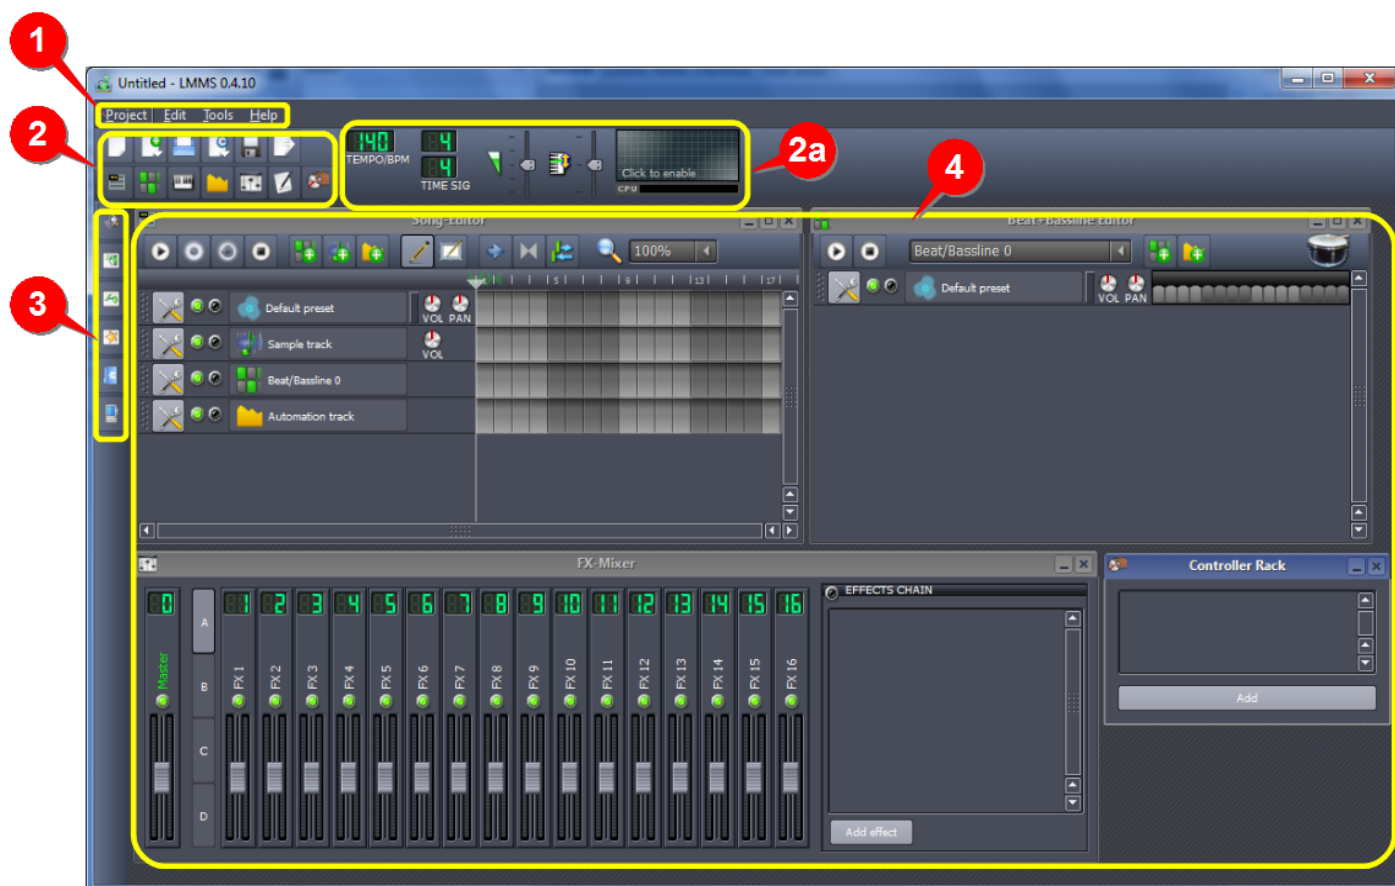 1
Untitled - LMMS 0.4.10
Project Edit Tools Help
2
140
TEMPO/BPM
4
4
TIME SIG
Click to enable
CPU
2a
4
3
Song-Editor
100%
5 9 13 17
Default preset
VOL PAN
Sample track
VOL
Beat/Bassline 0
Automation track
Beat+Bassline Editor
Beat/Bassline 0
Default preset
VOL PAN
FX-Mixer
0 1 2 3 4 5 6 7 8 9 10 11 12 13 14 15 16
Master
A
B
C
D
FX 1
FX 2
FX 3
FX 4
FX 5
FX 6
FX 7
FX 8
FX 9
FX 10
FX 11
FX 12
FX 13
FX 14
FX 15
FX 16
EFFECTS CHAIN
Add effect
Controller Rack
Add